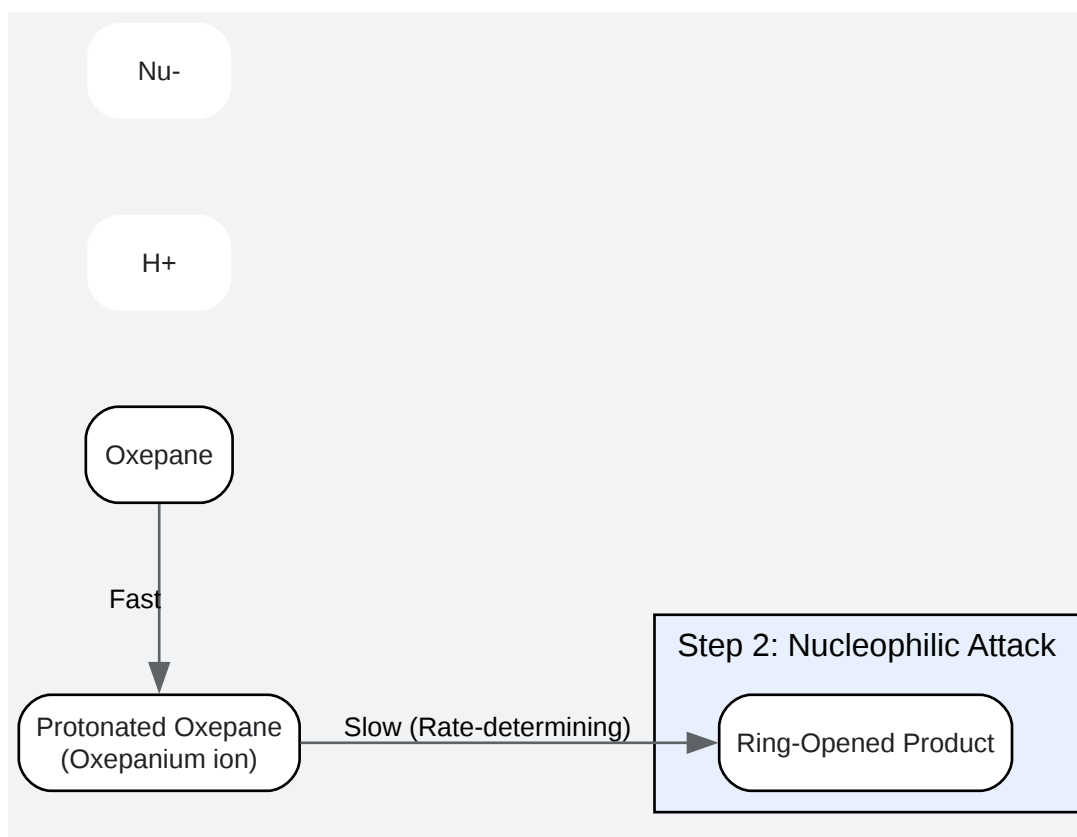 Nu-
H+
Oxepane
Fast
Step 2: Nucleophilic Attack
Protonated Oxepane
(Oxepanium ion)
Slow (Rate-determining)
Ring-Opened Product